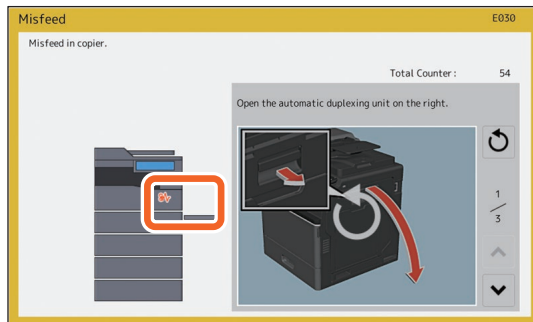 Misfeed
E030
Misfeed in copier.
Total Counter : 54
Open the automatic duplexing unit on the right.
1
3